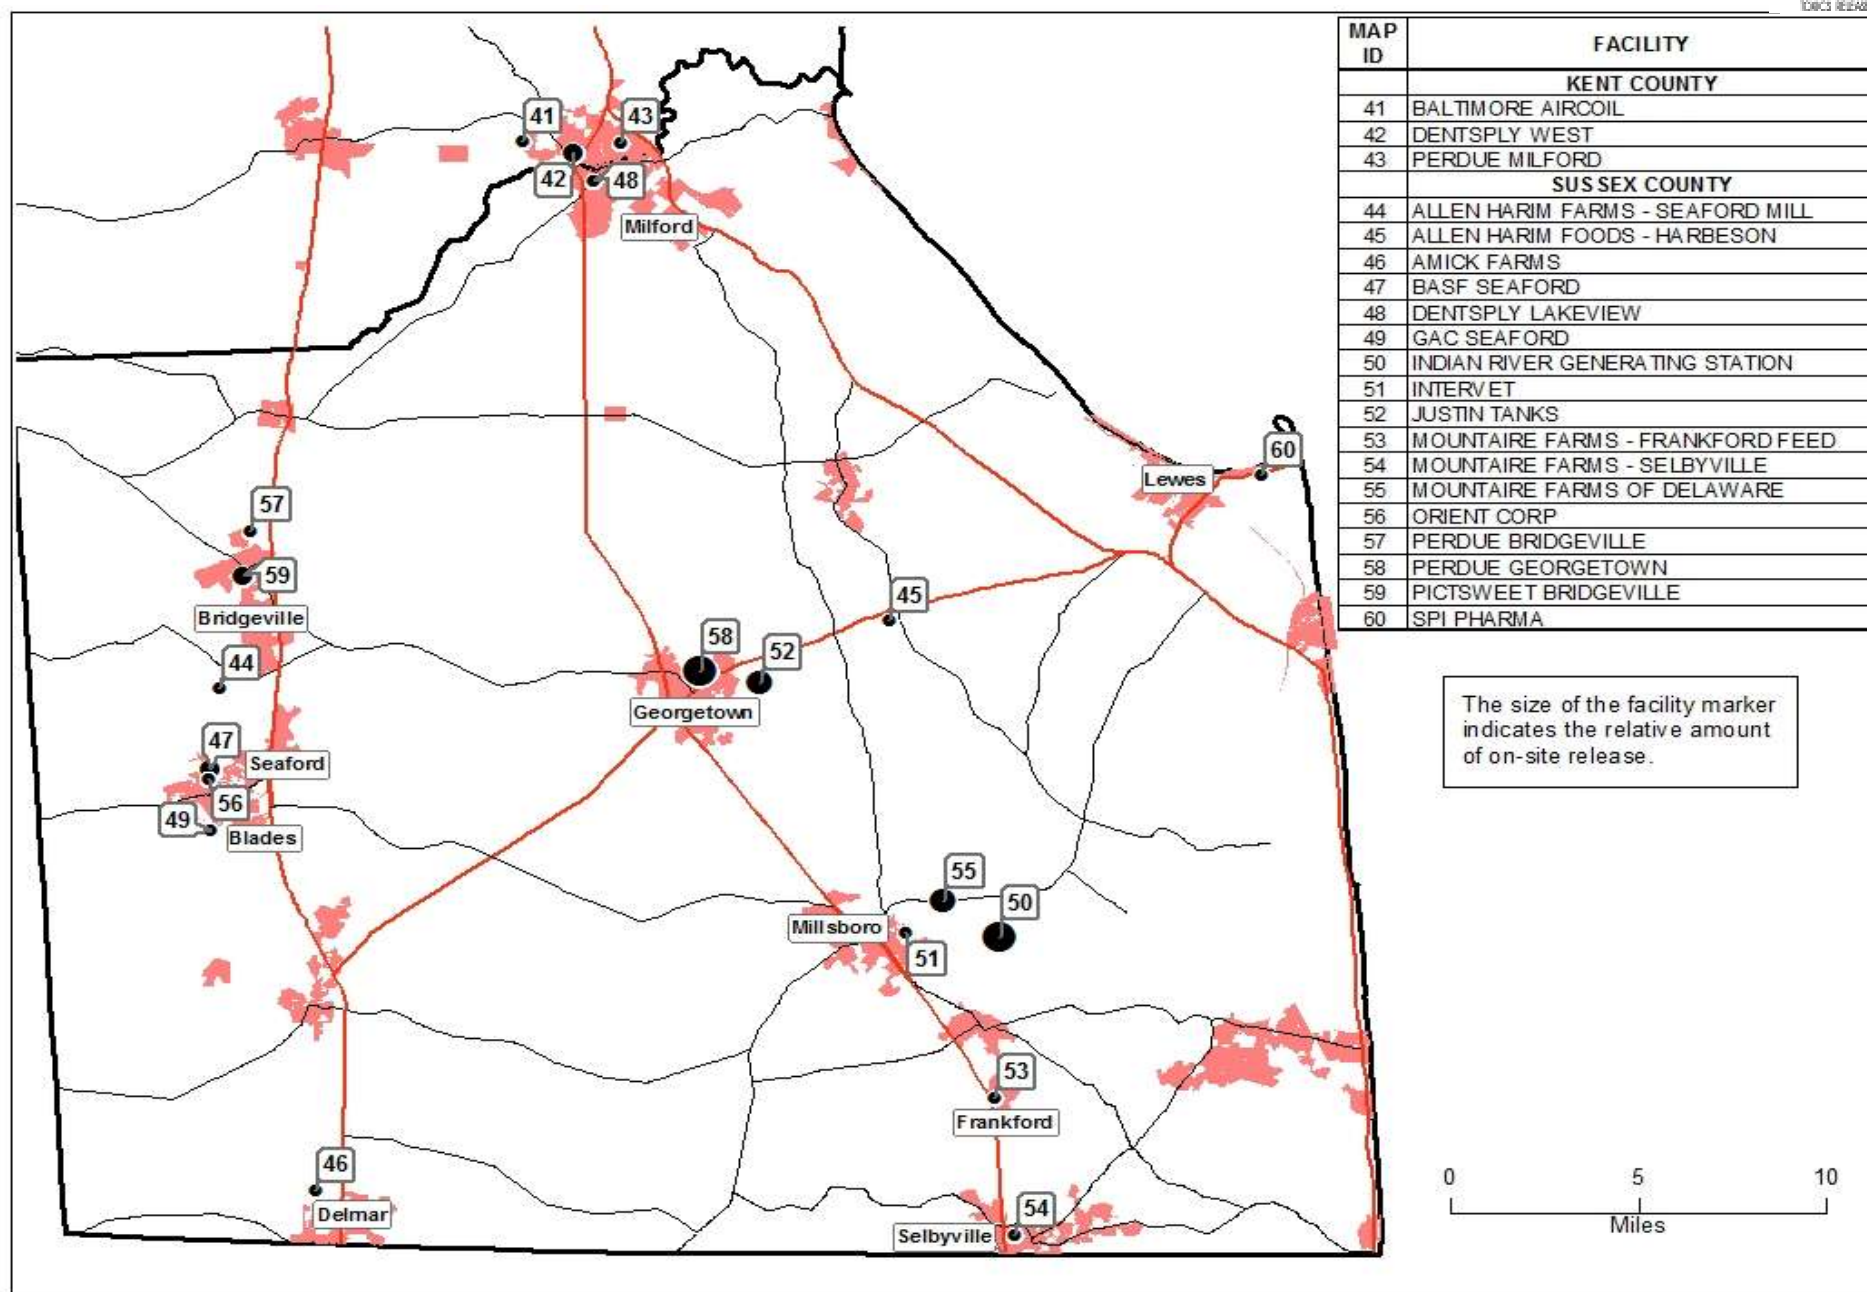 MAP ID FACILITY
KENT COUNTY
41 BALTIMORE AIRCOIL
42 DENTSPLY WEST
43 PERDUE MILFORD
SUSSEX COUNTY
44 ALLEN HARIM FARMS - SEAFORD MILL
45 ALLEN HARIM FOODS - HARBESON
46 AMICK FARMS
47 BASF SEAFORD
48 DENTSPLY LAKEVIEW
49 GAC SEAFORD
50 INDIAN RIVER GENERATING STATION
51 INTERVET
52 JUSTIN TANKS
53 MOUNTAIRE FARMS - FRANKFORD FEED
54 MOUNTAIRE FARMS - SELBYVILLE
55 MOUNTAIRE FARMS OF DELAWARE
56 ORIENT CORP
57 PERDUE BRIDGEVILLE
58 PERDUE GEORGETOWN
59 PICTSWEET BRIDGEVILLE
60 SPI PHARMA
41
43
42
48
Milford
60
Lewes
57
59
Bridgeville
45
58
52
44
Georgetown
47
Seaford
56
49
Blades
55
50
Millsboro
51
53
Frankford
46
Delmar
54
Selbyville
The size of the facility marker
indicates the relative amount
of on-site release.
0 5 10
Miles